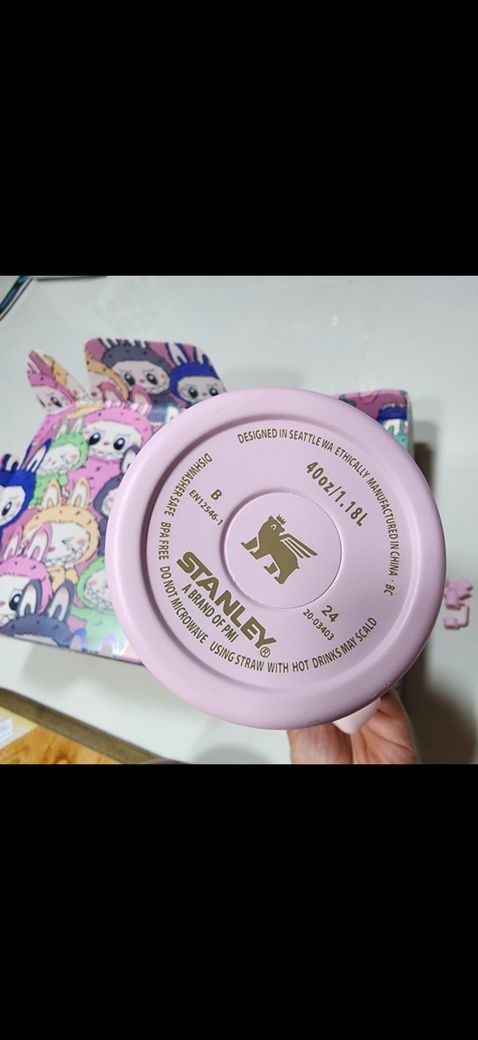 DESIGNED IN SEATTLE WA ETHICALLY MANUFACTURED IN CHINA · BC
40oz/1.18L
DISHWASHER SAFE BPA FREE DO NOT MICROWAVE USING STRAW WITH HOT DRINKS MAY SCALD
B
EN12546-1
STANLEY®
A BRAND OF PMI
24
20-03403